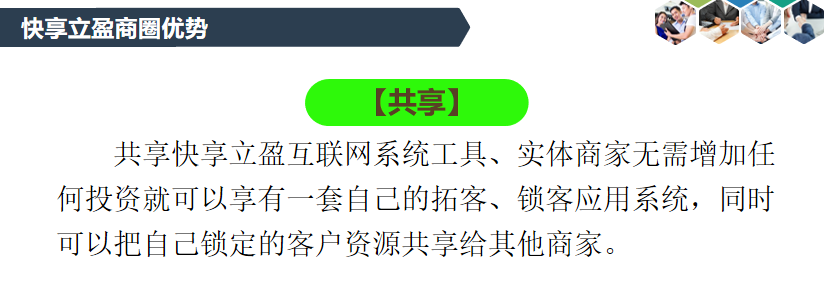 快享立盈商圈优势
【共享】
共享快享立盈互联网系统工具、实体商家无需增加任
何投资就可以享有一套自己的拓客、锁客应用系统，同时
可以把自己锁定的客户资源共享给其他商家。